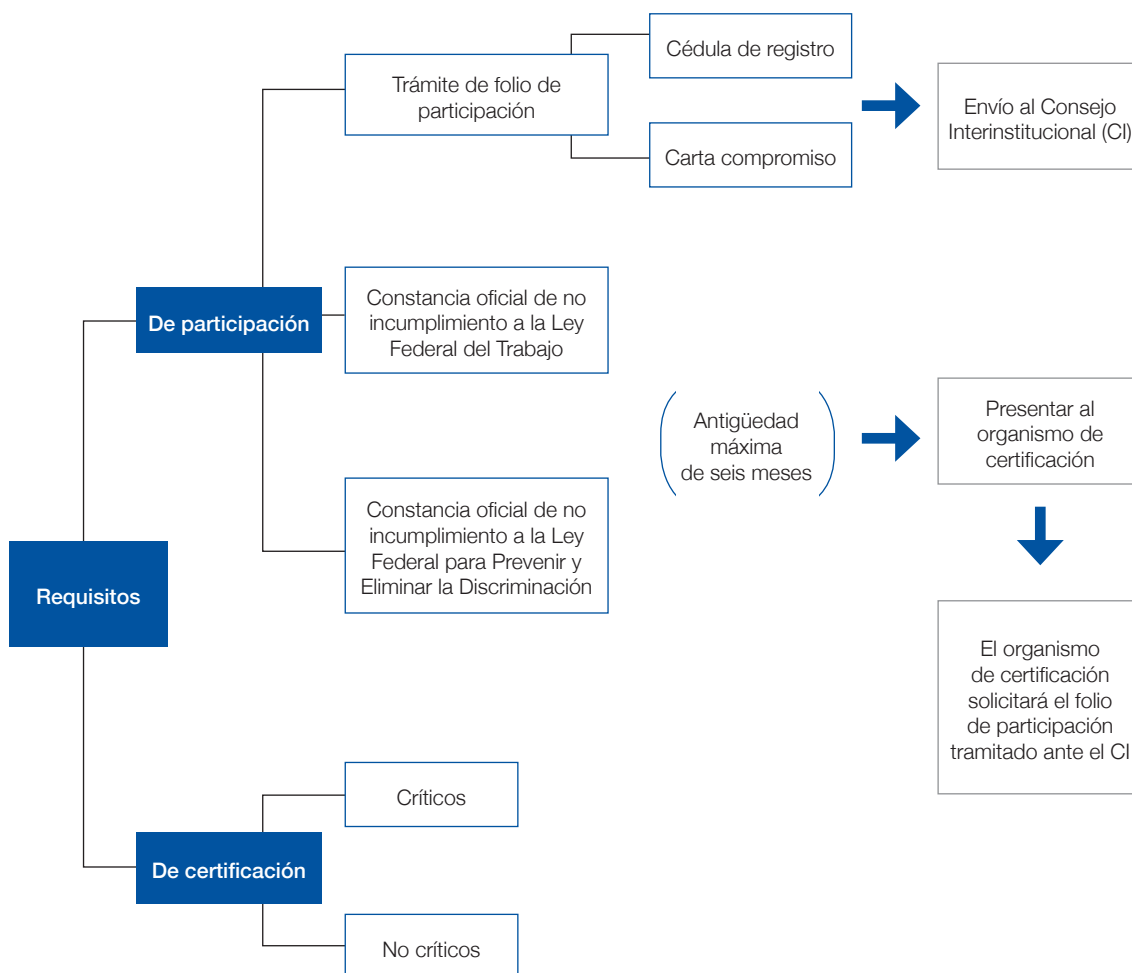 Cédula de registro
Trámite de folio de
participación
Carta compromiso
Envío al Consejo
Interinstitucional (CI)
De participación
Constancia oficial de no
incumplimiento a la Ley
Federal del Trabajo
Constancia oficial de no
incumplimiento a la Ley
Federal para Prevenir y
Eliminar la Discriminación
Antigüedad
máxima
de seis meses
Presentar al
organismo de
certificación
El organismo
de certificación
solicitará el folio
de participación
tramitado ante el CI
Requisitos
De certificación
Críticos
No críticos